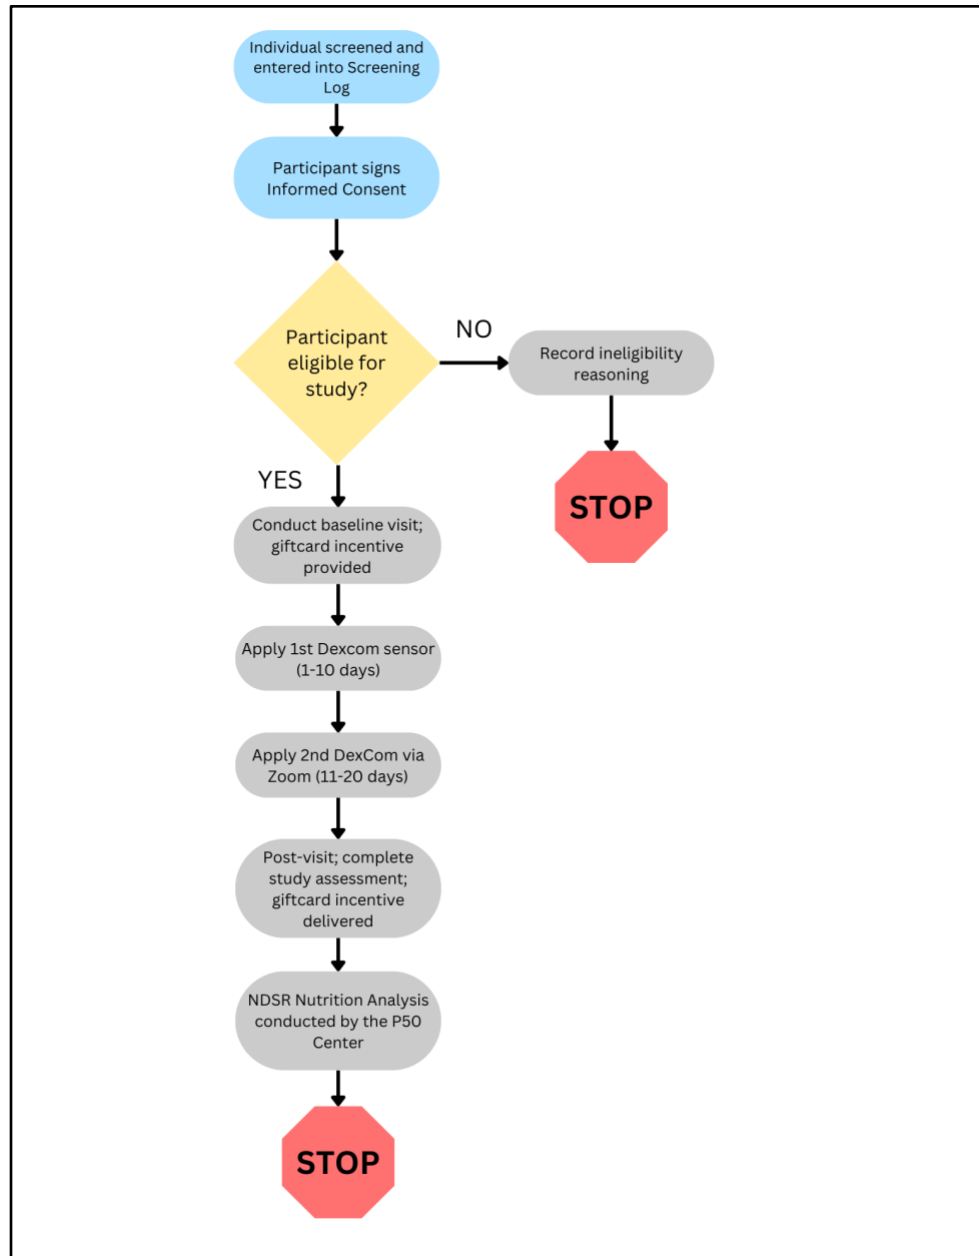 Individual screened and
entered into Screening
Log
Participant signs
Informed Consent
Participant
eligible for
study?
NO
Record ineligibility
reasoning
STOP
YES
Conduct baseline visit;
giftcard incentive
provided
Apply 1st Dexcom sensor
(1-10 days)
Apply 2nd DexCom via
Zoom (11-20 days)
Post-visit; complete
study assessment;
giftcard incentive
delivered
NDSR Nutrition Analysis
conducted by the P50
Center
STOP